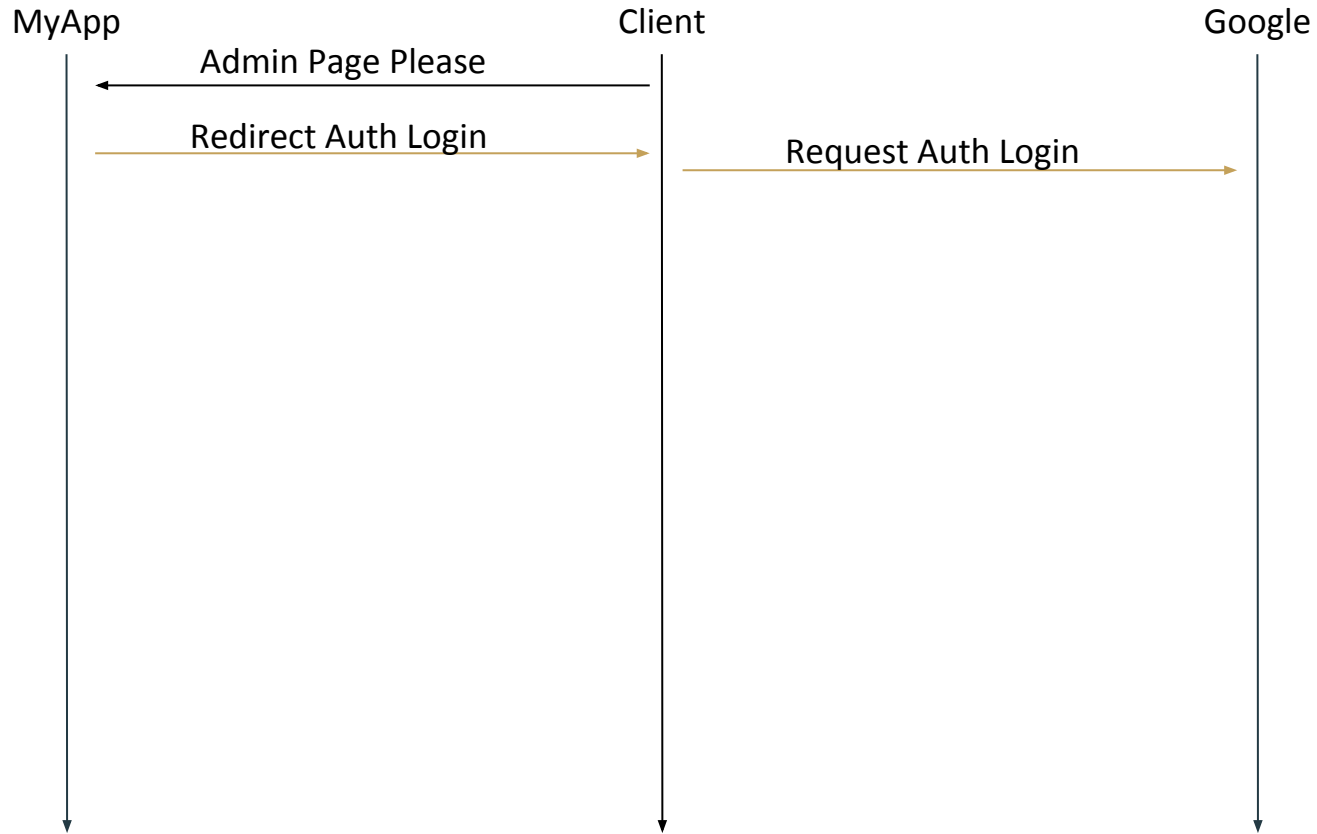 MyApp
Client
Google
Admin Page Please
Redirect Auth Login
Request Auth Login